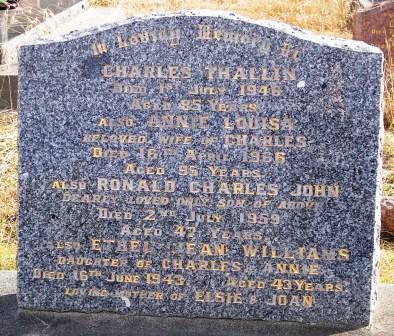 In Loving Memory of
CHARLES THALLIN
DIED 1ST JULY 1946
AGED 85 YEARS.
ALSO ANNIE LOUISA
BELOVED WIFE OF CHARLES.
DIED 16TH APRIL 1956
AGED 95 YEARS.
ALSO RONALD CHARLES JOHN
DEARLY LOVED ONLY SON OF ABOVE
DIED 2ND JULY 1959
AGED 47 YEARS.
ALSO ETHEL JEAN WILLIAMS
DAUGHTER OF CHARLES & ANNIE
DIED 16TH JUNE 1943 AGED 43 YEARS.
LOVING MOTHER OF ELSIE & JOAN.